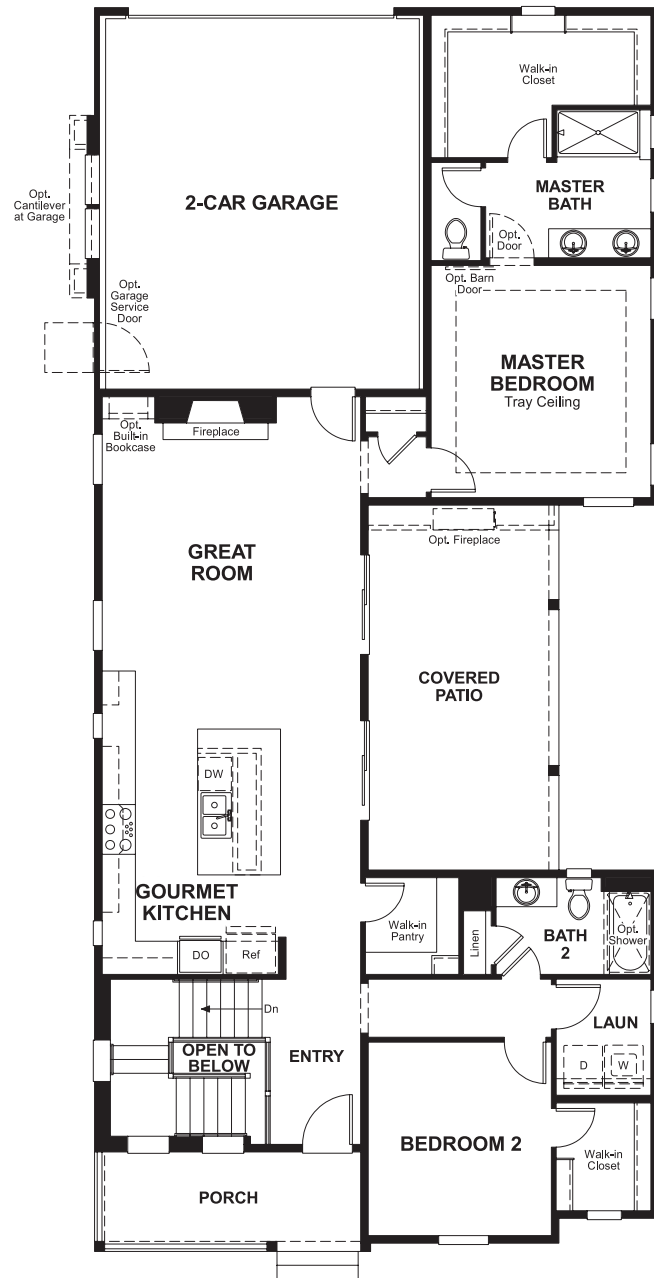 Walk-in
Closet
Opt.
Cantilever
at Garage
2-CAR GARAGE
MASTER
BATH
Opt.
Door
Opt. Barn
Door
Opt.
Garage
Service
Door
MASTER
BEDROOM
Tray Ceiling
Opt.
Built-in
Bookcase
Fireplace
Opt. Fireplace
GREAT
ROOM
COVERED
PATIO
DW
GOURMET
KITCHEN
Walk-in
Pantry
Linen
BATH
2
Opt.
Shower
DO
Ref
Dn
OPEN TO
BELOW
ENTRY
LAUN
D
W
BEDROOM 2
Walk-in
Closet
PORCH